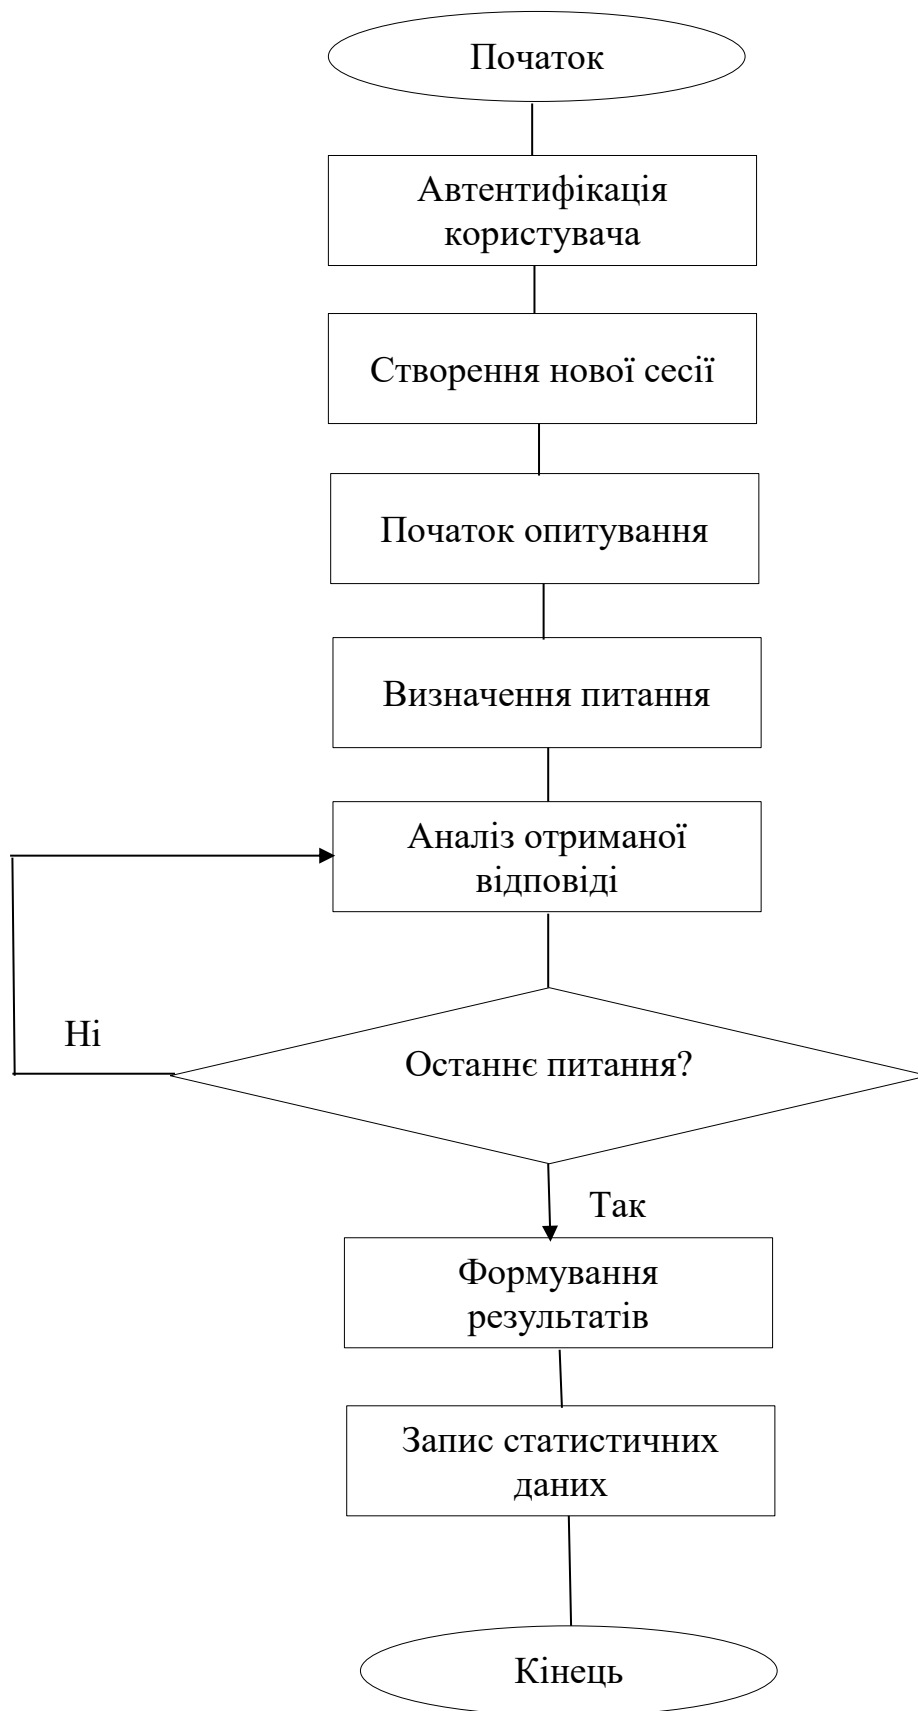 Початок
Автентифікація
користувача
Створення нової сесії
Початок опитування
Визначення питання
Аналіз отриманої
відповіді
Ні
Останнє питання?
Так
Формування
результатів
Запис статистичних
даних
Кінець